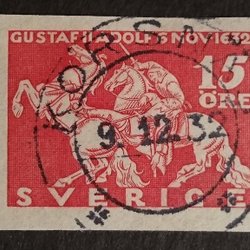 GUSTAF II ADOLF 6 NOV 1632
15
ÖRE
9.12.32
SVERIGE